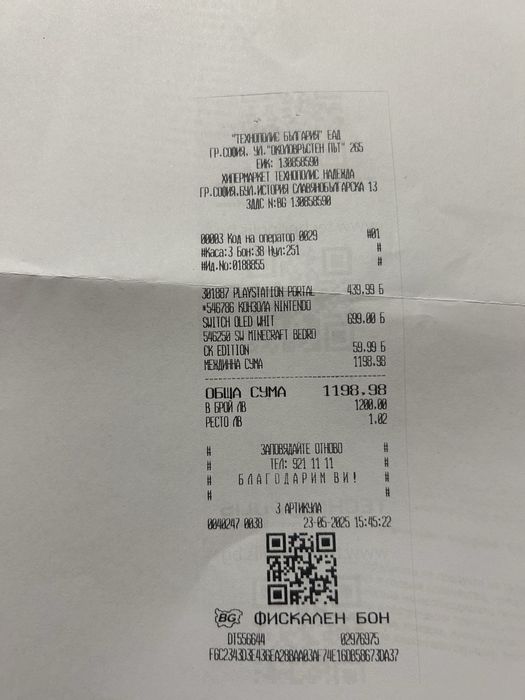 "ТЕХНОПОЛИС БЪЛГАРИЯ" ЕАД
ГР.СОФИЯ, УЛ."ОКОЛОВРЪСТЕН ПЪТ" 265
ЕИК: 130858590
ХИПЕРМАРКЕТ ТЕХНОПОЛИС НАДЕЖДА
ГР.СОФИЯ,БУЛ.ИСТОРИЯ СЛАВЯНОБЪЛГАРСКА 13
ЗДДС N:BG 130858590
00003 Код на оператор 0029 #01
#Каса:3 Бон:38 Нул:251 #
#Ид.No:0188855 #
301887 PLAYSTATION PORTAL 439.99 Б
*546786 КОНЗОЛА NINTENDO
SWITCH OLED WHIT 699.00 Б
546250 SW MINECRAFT BEDRO
CK EDITION 59.99 Б
МЕЖДИННА СУМА 1198.98
ОБЩА СУМА 1198.98
В БРОЙ ЛВ 1200.00
РЕСТО ЛВ 1.02
# ЗАПОВЯДАЙТЕ ОТНОВО #
# ТЕЛ: 921 11 11 #
# Б Л А Г О Д А Р И М В И ! #
# #
3 АРТИКУЛА
0040247 0038 23-05-2025 15:45:22
BG ФИСКАЛЕН БОН
DT556644 02976975
F6C2343D3E436EA28BAA03AF74E16DB58673DA37